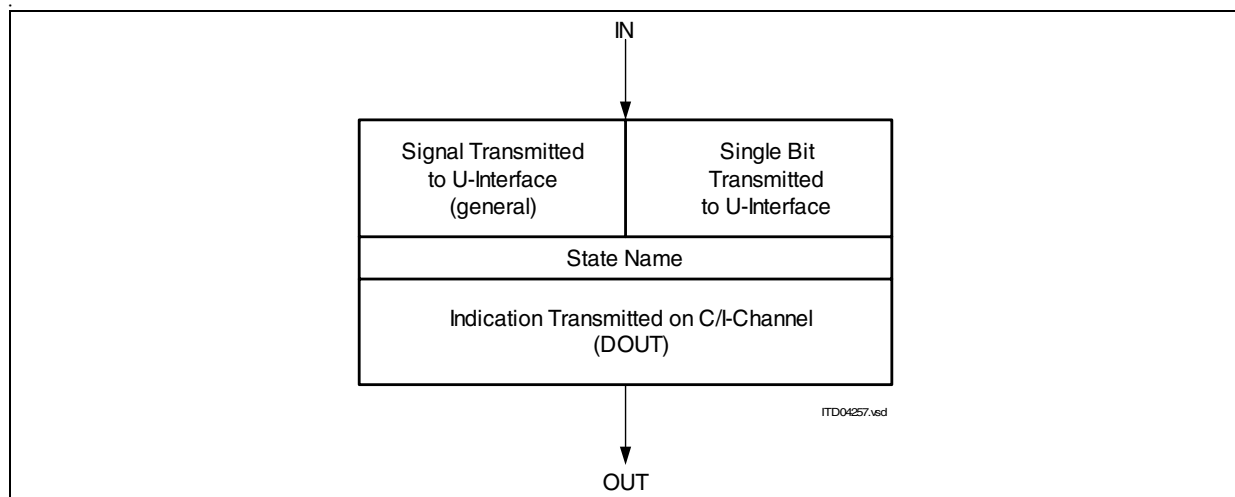 .
IN
Signal Transmitted
to U-Interface
(general)
Single Bit
Transmitted
to U-Interface
State Name
Indication Transmitted on C/I-Channel
(DOUT)
ITD04257.vsd
OUT